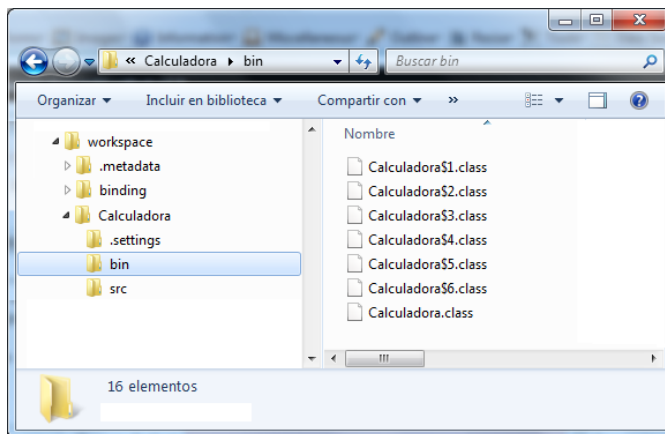 « Calculadora ▸ bin
Buscar bin
Organizar ▼ Incluir en biblioteca ▼ Compartir con ▼ »
Nombre
workspace
.metadata
binding
Calculadora
.settings
bin
src
Calculadora$1.class
Calculadora$2.class
Calculadora$3.class
Calculadora$4.class
Calculadora$5.class
Calculadora$6.class
Calculadora.class
16 elementos